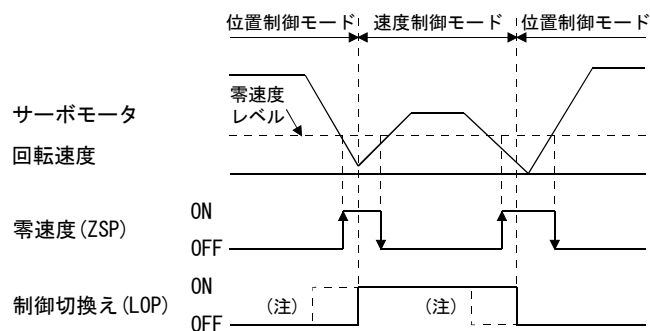 位置制御モード 速度制御モード 位置制御モード
零速度
レベル
サーボモータ
回転速度
ON
零速度(ZSP)
OFF
ON
制御切換え(LOP) (注) (注)
OFF